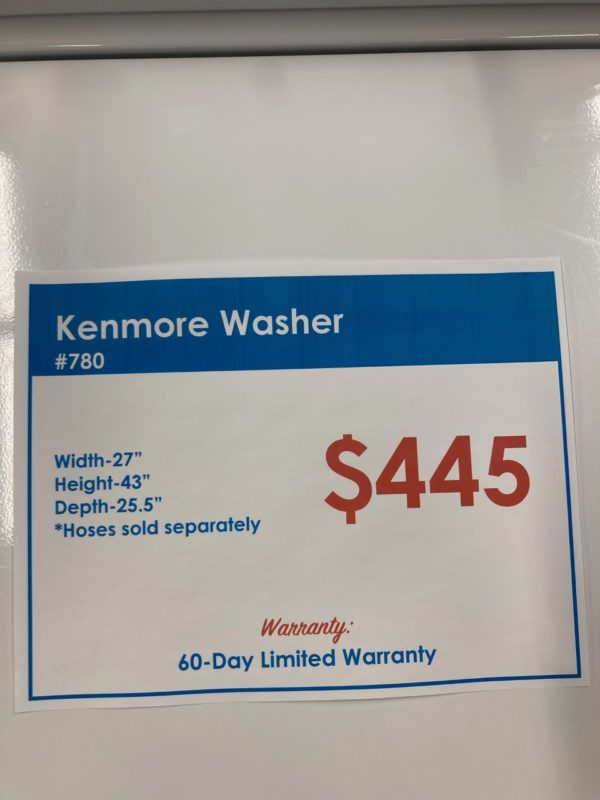 Kenmore Washer
#780
Width-27”
Height-43”
Depth-25.5”
*Hoses sold separately
$445
Warranty:
60-Day Limited Warranty